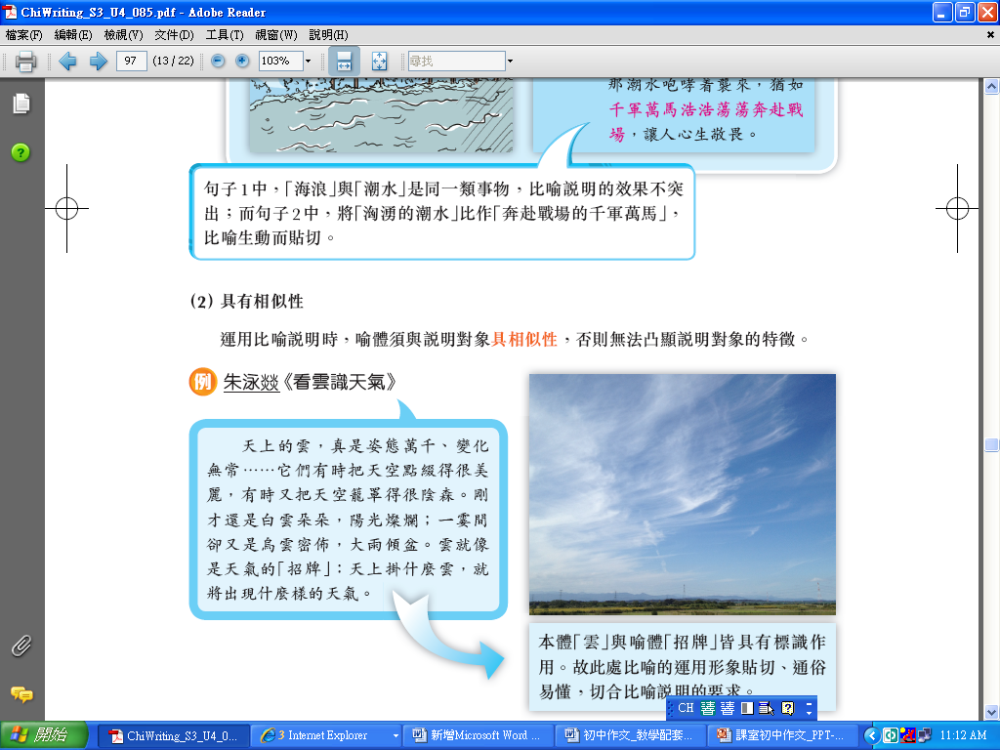 ChiWriting_S3_U4_085.pdf - Adobe Reader
檔案(F) 編輯(E) 檢視(V) 文件(D) 工具(T) 視窗(W) 說明(H)
97 (13 / 22) 103% 尋找
那潮水咆哮着襲來，猶如
千軍萬馬浩浩蕩蕩奔赴戰
場，讓人心生敬畏。
句子1中，「海浪」與「潮水」是同一類事物，比喻説明的效果不突
出；而句子2中，將「洶湧的潮水」比作「奔赴戰場的千軍萬馬」，
比喻生動而貼切。
(2) 具有相似性
運用比喻説明時，喻體須與説明對象具相似性，否則無法凸顯説明對象的特徵。
例 朱泳燚《看雲識天氣》
天上的雲，真是姿態萬千、變化
無常……它們有時把天空點綴得很美
麗，有時又把天空籠罩得很陰森。剛
才還是白雲朵朵，陽光燦爛；一霎間
卻又是烏雲密佈，大雨傾盆。雲就像
是天氣的「招牌」：天上掛什麼雲，就
將出現什麼樣的天氣。
本體「雲」與喻體「招牌」皆具有標識作
用。故此處比喻的運用形象貼切、通俗
易懂，切合比喻説明的要求。
CH
開始 ChiWriting_S3_U4_0... 3 Internet Explorer 新增Microsoft Word ... 初中作文_教學配套... 課室初中作文_PPT-... 11:12 AM